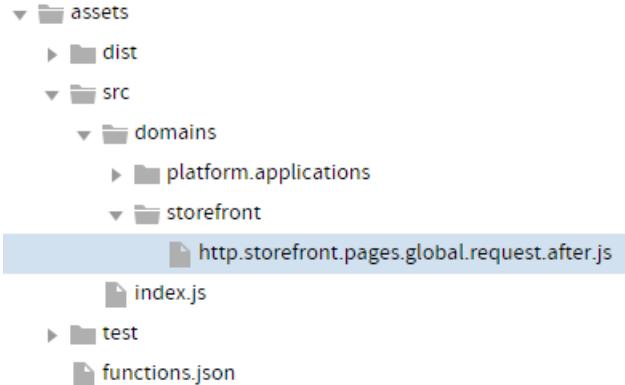 assets
dist
src
domains
platform.applications
storefront
http.storefront.pages.global.request.after.js
index.js
test
functions.json